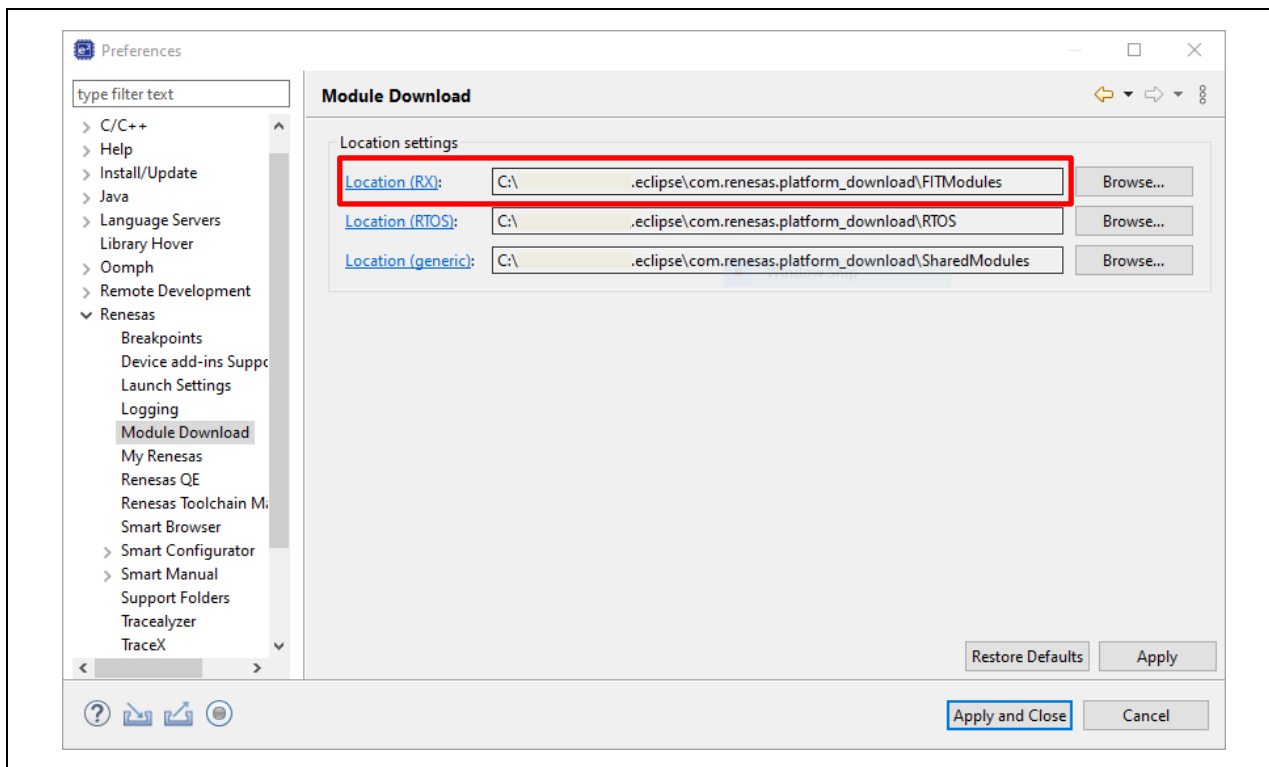 Preferences
type filter text
Module Download
C/C++
Help
Install/Update
Java
Language Servers
Library Hover
Oomph
Remote Development
Renesas
Breakpoints
Device add-ins Suppo
Launch Settings
Logging
Module Download
My Renesas
Renesas QE
Renesas Toolchain Ma
Smart Browser
Smart Configurator
Smart Manual
Support Folders
Tracealyzer
TraceX
Location settings
Location (RX): C:\ .eclipse\com.renesas.platform_download\FITModules Browse...
Location (RTOS): C:\ .eclipse\com.renesas.platform_download\RTOS Browse...
Location (generic): C:\ .eclipse\com.renesas.platform_download\SharedModules Browse...
Restore Defaults Apply
Apply and Close Cancel